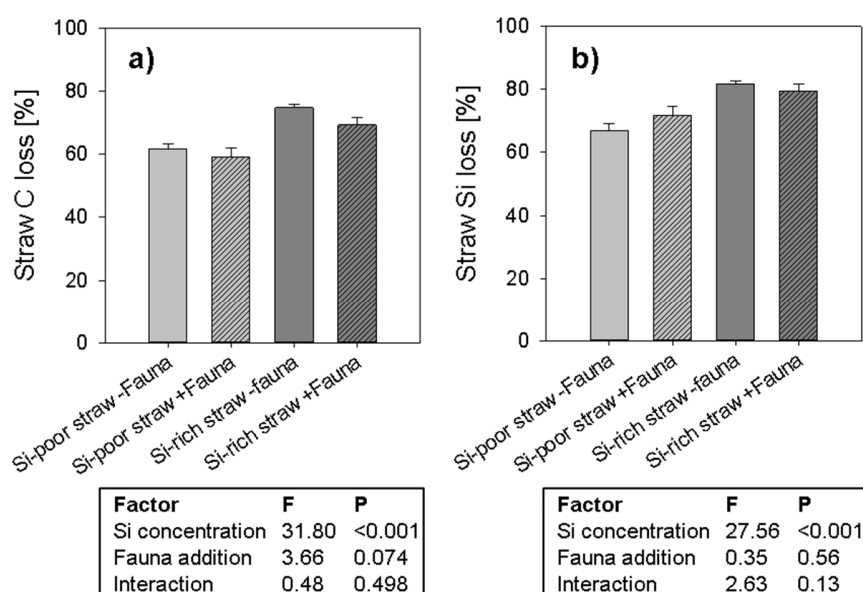 a)
Straw C loss [%]
100
80
60
40
20
0
Si-poor straw -Fauna
Si-poor straw +Fauna
Si-rich straw -fauna
Si-rich straw +Fauna
Factor F P
Si concentration 31.80 <0.001
Fauna addition 3.66 0.074
Interaction 0.48 0.498
b)
Straw Si loss [%]
100
80
60
40
20
0
Si-poor straw -Fauna
Si-poor straw +Fauna
Si-rich straw -fauna
Si-rich straw +Fauna
Factor F P
Si concentration 27.56 <0.001
Fauna addition 0.35 0.56
Interaction 2.63 0.13